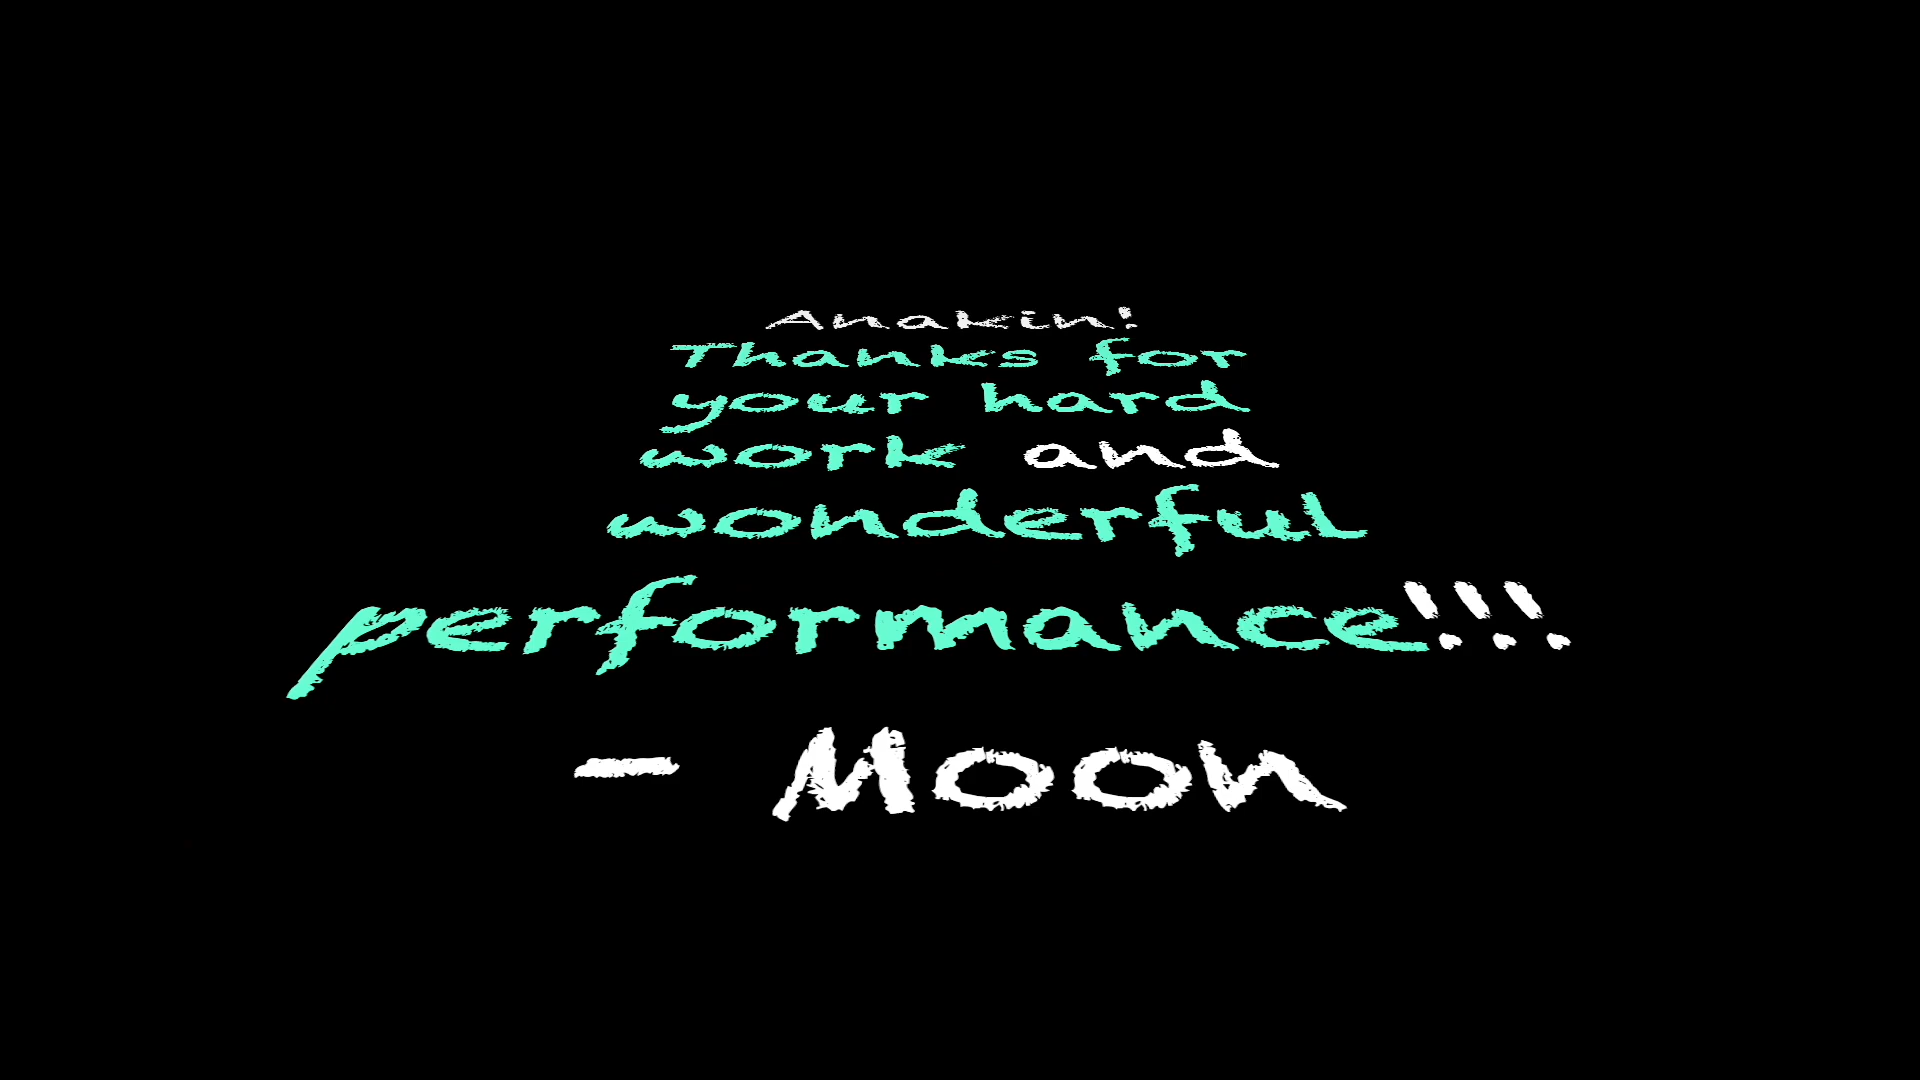 Anakin!
Thanks for
your hard
work and
wonderful
performance!!!
- Moon